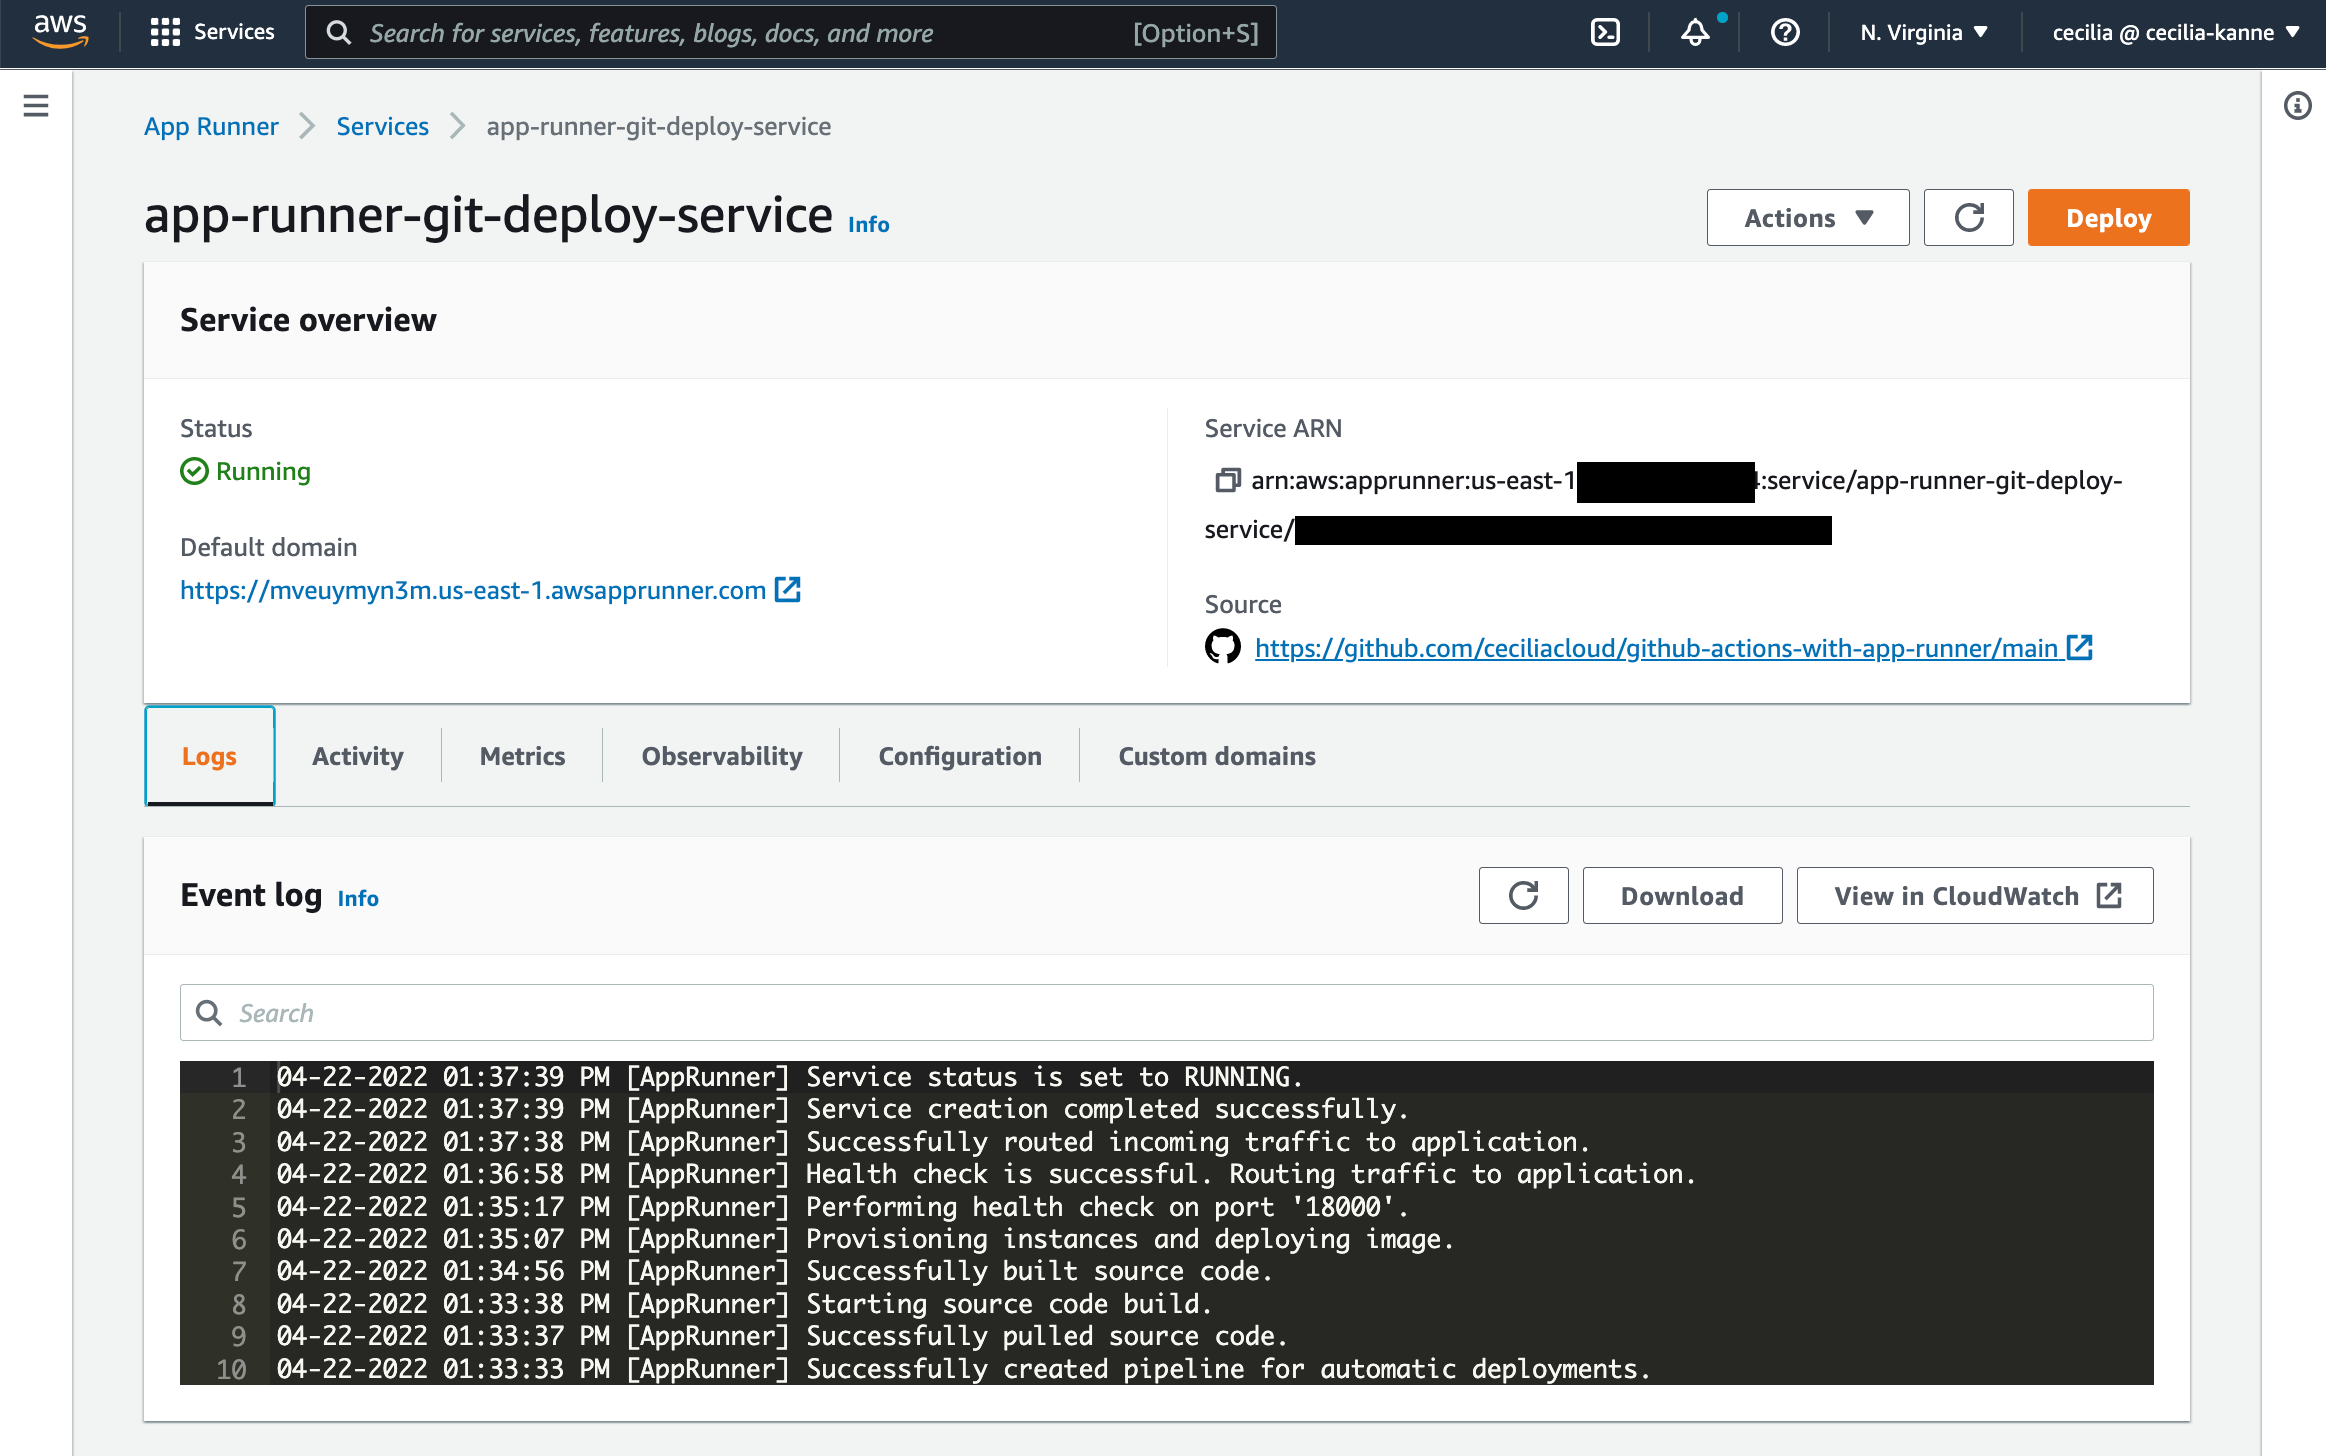 aws
Services
Search for services, features, blogs, docs, and more [Option+S]
N. Virginia
cecilia @ cecilia-kanne
App Runner
Services
app-runner-git-deploy-service
app-runner-git-deploy-service Info
Actions
Deploy
Service overview
Status
Running
Default domain
https://mveuymyn3m.us-east-1.awsapprunner.com
Service ARN
arn:aws:apprunner:us-east-1 :service/app-runner-git-deploy-
service/
Source
https://github.com/ceciliacloud/github-actions-with-app-runner/main
Logs
Activity
Metrics
Observability
Configuration
Custom domains
Event log Info
Download
View in CloudWatch
Search
1 04-22-2022 01:37:39 PM [AppRunner] Service status is set to RUNNING.
2 04-22-2022 01:37:39 PM [AppRunner] Service creation completed successfully.
3 04-22-2022 01:37:38 PM [AppRunner] Successfully routed incoming traffic to application.
4 04-22-2022 01:36:58 PM [AppRunner] Health check is successful. Routing traffic to application.
5 04-22-2022 01:35:17 PM [AppRunner] Performing health check on port '18000'.
6 04-22-2022 01:35:07 PM [AppRunner] Provisioning instances and deploying image.
7 04-22-2022 01:34:56 PM [AppRunner] Successfully built source code.
8 04-22-2022 01:33:38 PM [AppRunner] Starting source code build.
9 04-22-2022 01:33:37 PM [AppRunner] Successfully pulled source code.
10 04-22-2022 01:33:33 PM [AppRunner] Successfully created pipeline for automatic deployments.